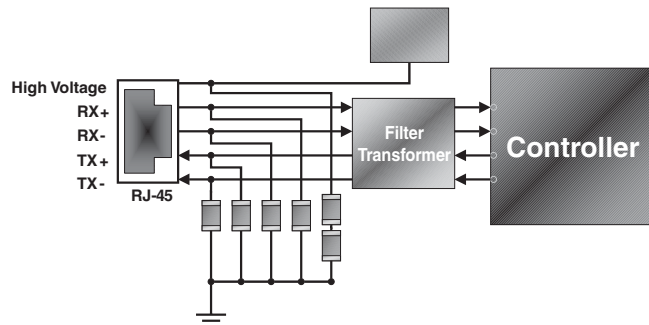 High Voltage
RX+
RX-
TX+
TX-
RJ-45
Filter
Transformer
Controller